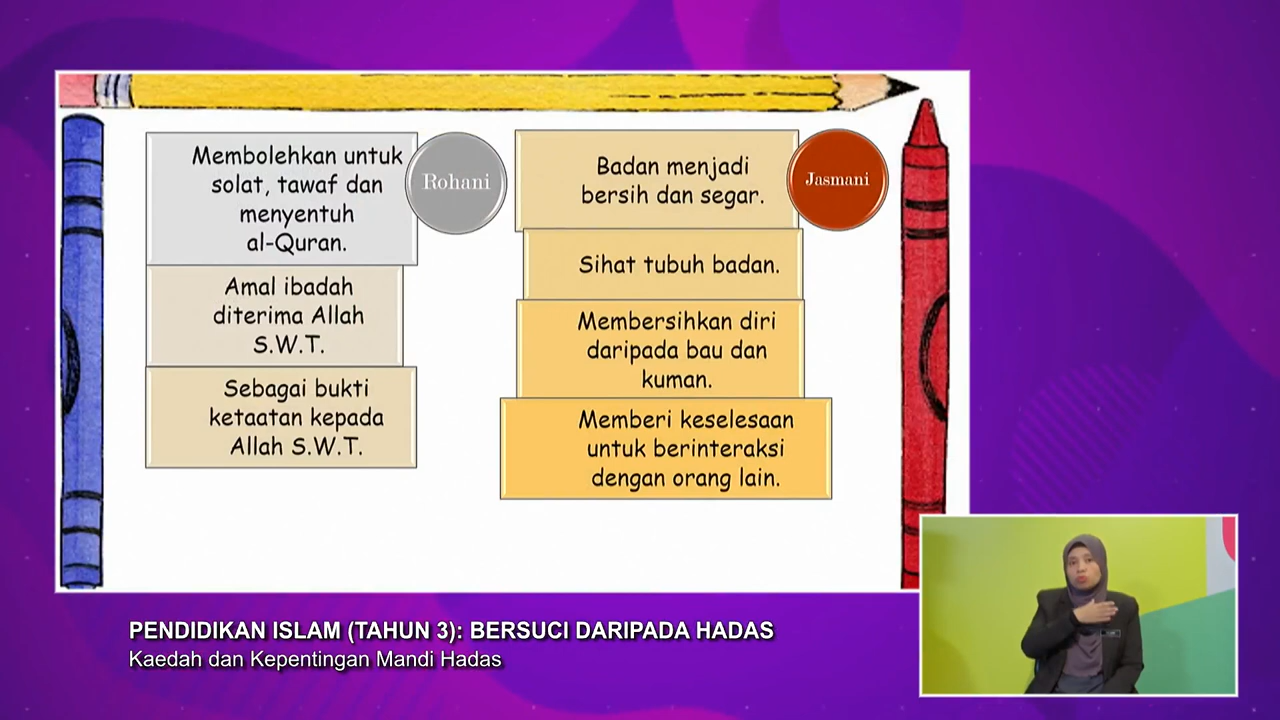 Membolehkan untuk
solat, tawaf dan
menyentuh
al-Quran.
Rohani
Amal ibadah
diterima Allah
S.W.T.
Sebagai bukti
ketaatan kepada
Allah S.W.T.
Badan menjadi
bersih dan segar.
Jasmani
Sihat tubuh badan.
Membersihkan diri
daripada bau dan
kuman.
Memberi keselesaan
untuk berinteraksi
dengan orang lain.
PENDIDIKAN ISLAM (TAHUN 3): BERSUCI DARIPADA HADAS
Kaedah dan Kepentingan Mandi Hadas